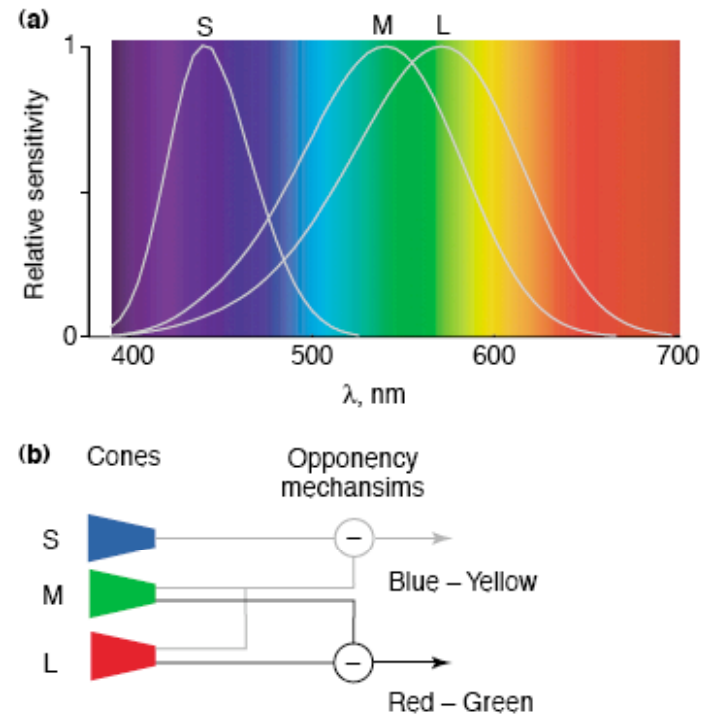 (a)
S M L
1
Relative sensitivity
0
400 500 600 700
λ, nm
(b)
Cones Opponency
mechansims
S −
Blue – Yellow
M
L −
Red – Green